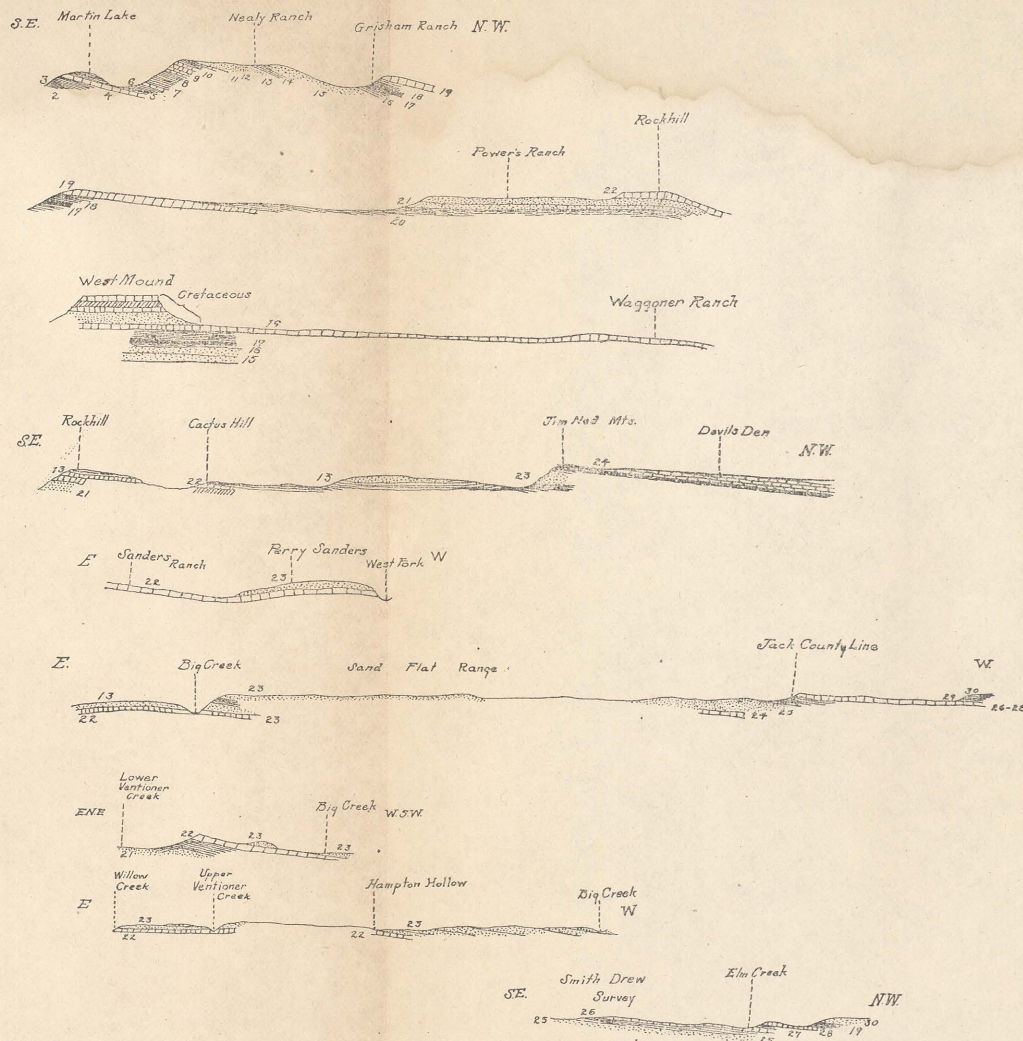 S.E. Martin Lake Nealy Ranch Grisham Ranch N.W.
3 2 4 6 5 7 8 9 10 11 12 13 14 15 16 17 18 19
Rockhill
Power's Ranch
19 18 17 20 21 22
West Mound
Cretaceous
Waggoner Ranch
19
17
15
Rockhill Cactus Hill Jim Ned Mts. Devils Den
S.E. N.W.
13 21 22 13 23 24
E Sanders Ranch Perry Sanders West Fork W
22 23
Jack County Line
E. Big Creek Sand Flat Range W.
13 22 23 23 24 25 29 30 26-28
Lower
Ventioner
Creek
ENE Big Creek W.S.W.
21 22 23 23
Willow
Creek
Upper
Ventioner
Creek
Hampton Hollow
Big Creek
E W
23 22 22 23
Smith Drew
Survey
Elm Creek
S.E. N.W.
25 26 25 27 28 19 30